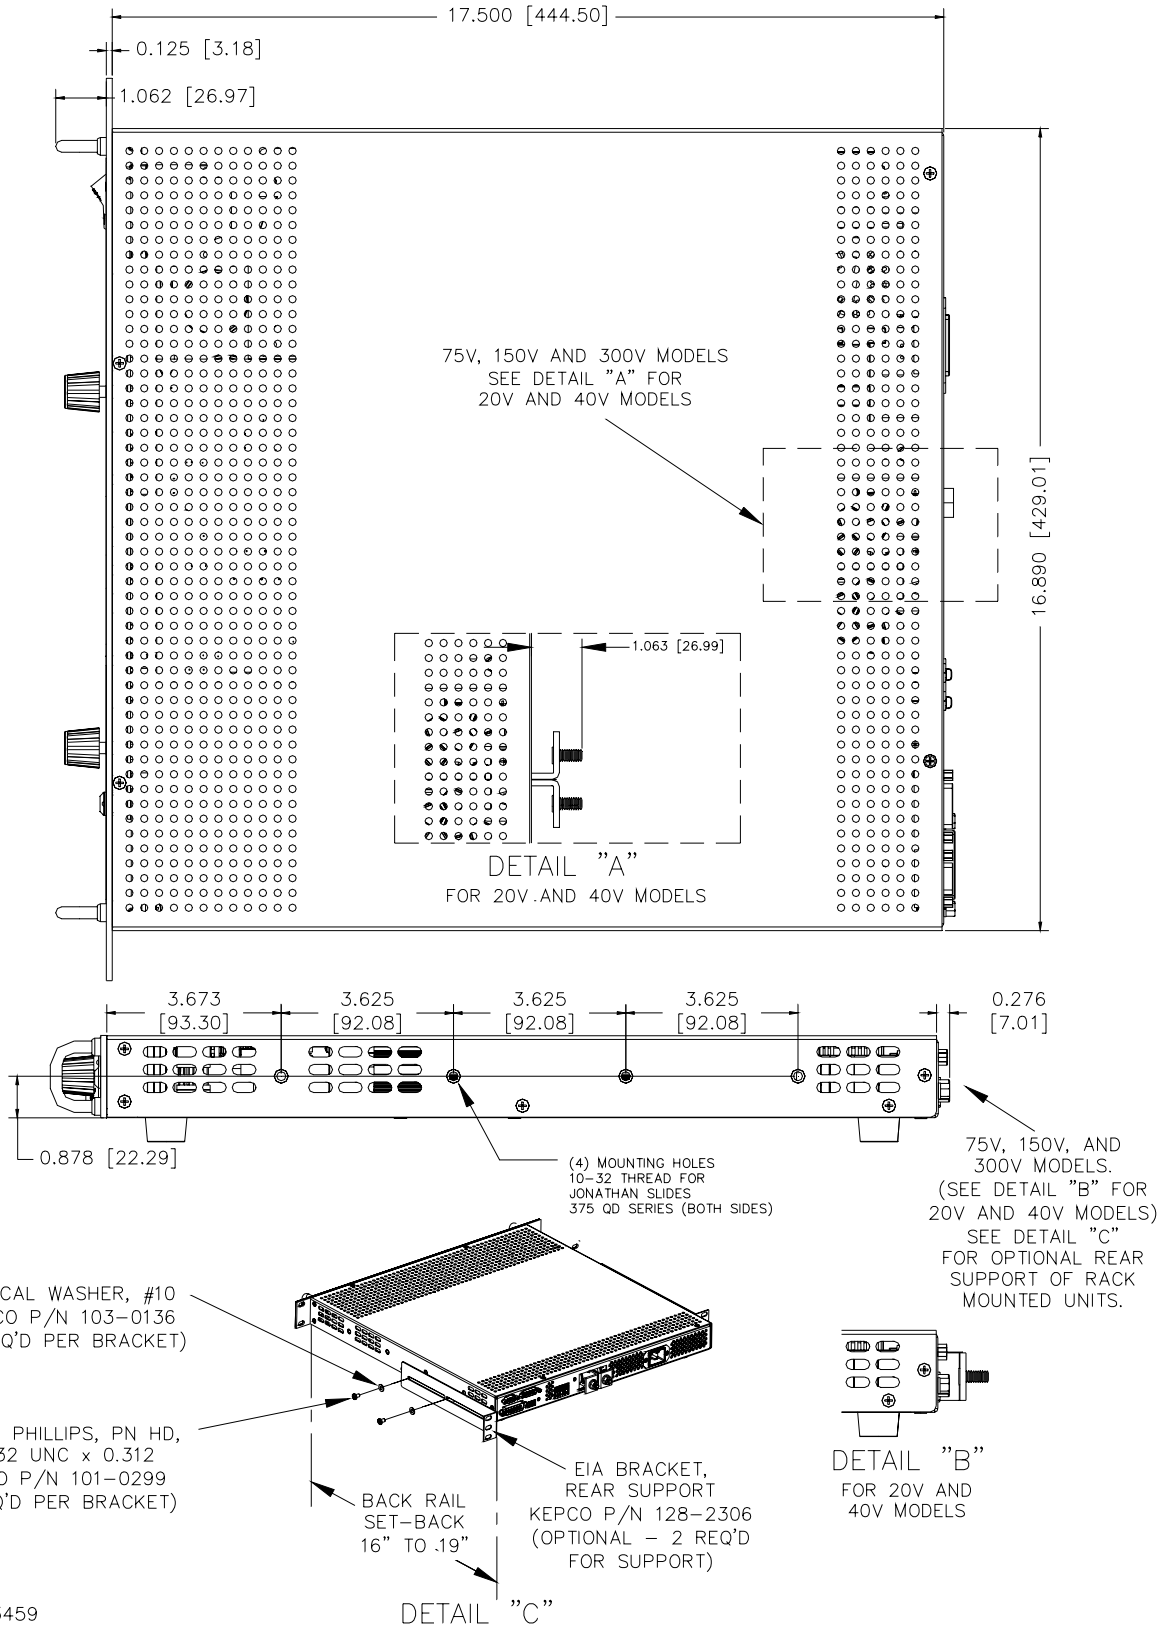 17.500 [444.50]
0.125 [3.18]
1.062 [26.97]
75V, 150V AND 300V MODELS
SEE DETAIL "A" FOR
20V AND 40V MODELS
16.890 [429.01]
1.063 [26.99]
DETAIL "A"
FOR 20V AND 40V MODELS
3.673
[93.30]
3.625
[92.08]
3.625
[92.08]
3.625
[92.08]
0.276
[7.01]
0.878 [22.29]
(4) MOUNTING HOLES
10-32 THREAD FOR
JONATHAN SLIDES
375 QD SERIES (BOTH SIDES)
75V, 150V, AND
300V MODELS.
(SEE DETAIL "B" FOR
20V AND 40V MODELS)
SEE DETAIL "C"
FOR OPTIONAL REAR
SUPPORT OF RACK
MOUNTED UNITS.
CAL WASHER, #10
CO P/N 103-0136
Q'D PER BRACKET)
PHILLIPS, PN HD,
32 UNC x 0.312
O P/N 101-0299
Q'D PER BRACKET)
BACK RAIL
SET-BACK
16" TO 19"
EIA BRACKET,
REAR SUPPORT
KEPCO P/N 128-2306
(OPTIONAL - 2 REQ'D
FOR SUPPORT)
DETAIL "B"
FOR 20V AND
40V MODELS
DETAIL "C"
5459